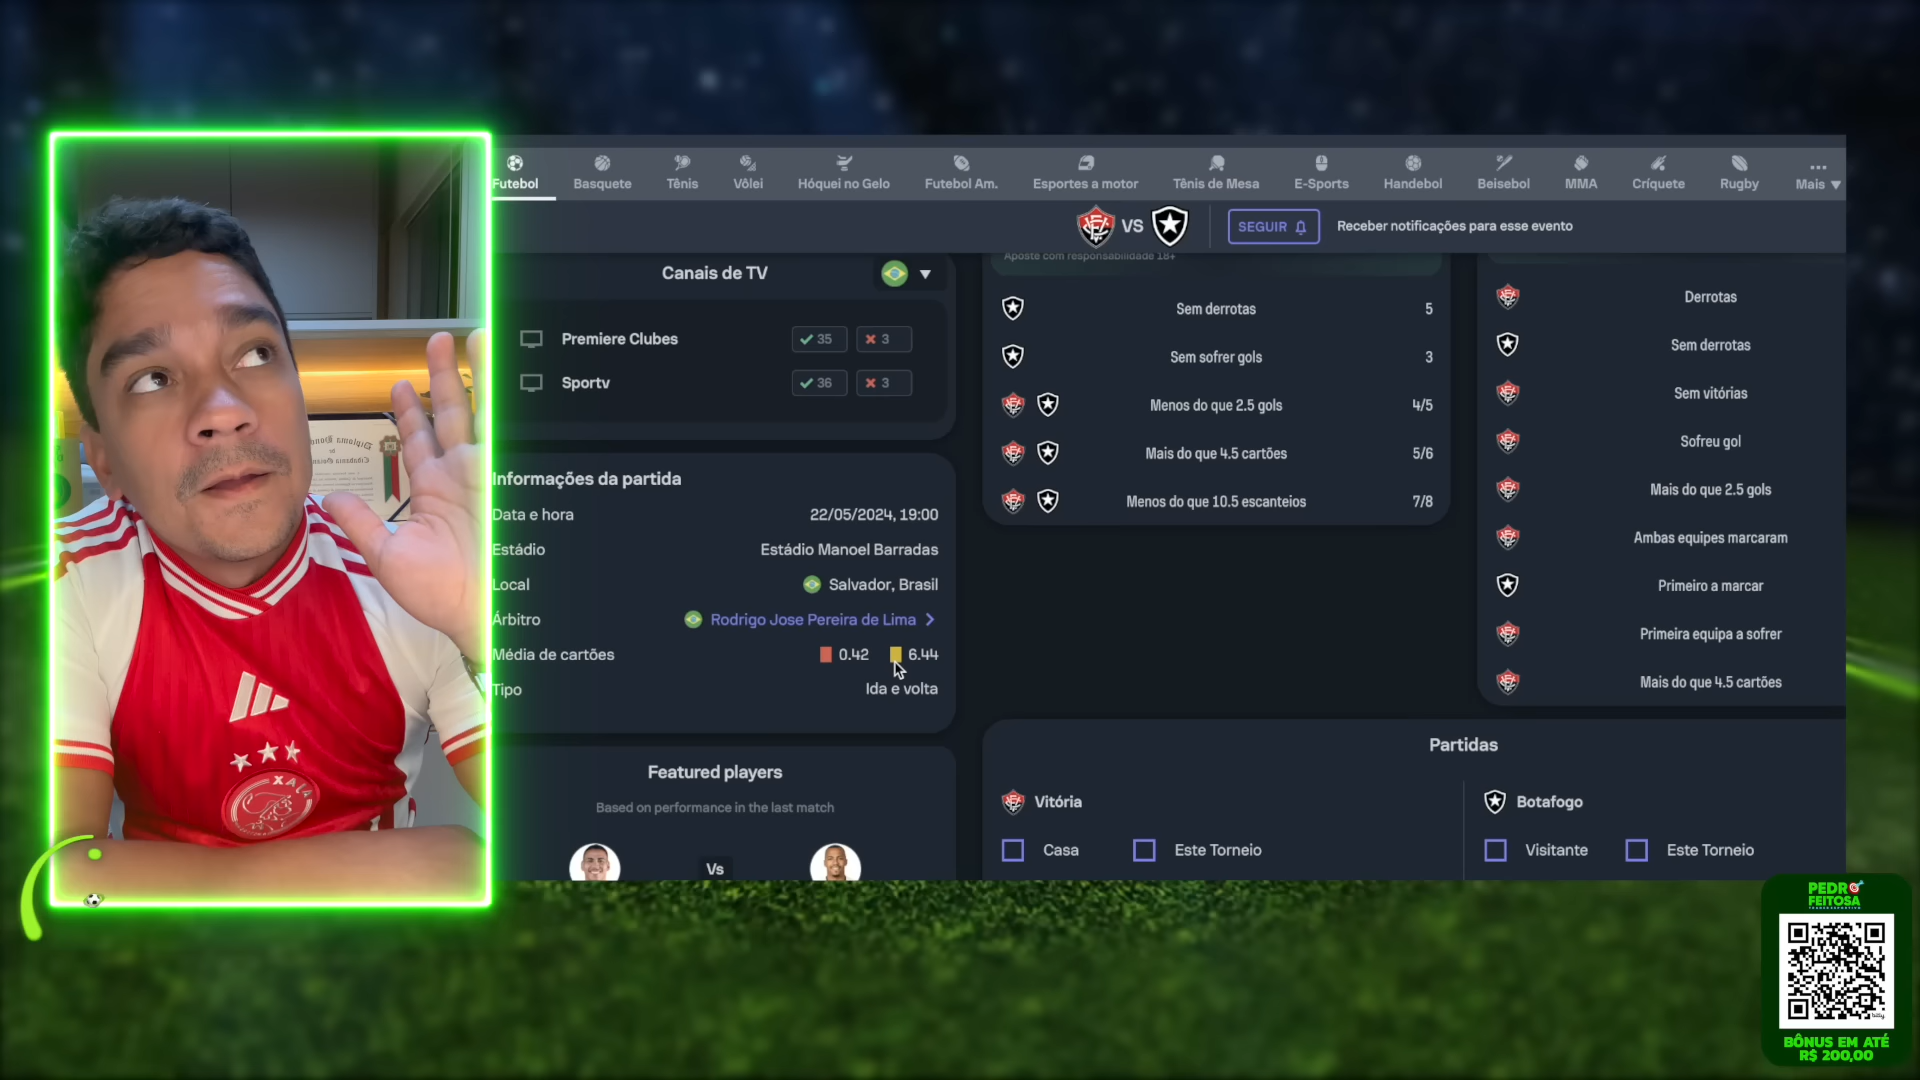 Futebol
Basquete
Tênis
Vôlei
Hóquei no Gelo
Futebol Am.
Esportes a motor
Tênis de Mesa
E-Sports
Handebol
Beisebol
MMA
Críquete
Rugby
Mais
VS
SEGUIR
Receber notificações para esse evento
Canais de TV
Premiere Clubes
35
3
Sportv
36
3
Informações da partida
Data e hora
22/05/2024, 19:00
Estádio
Estádio Manoel Barradas
Local
Salvador, Brasil
Árbitro
Rodrigo Jose Pereira de Lima
Média de cartões
0.42
6.44
Tipo
Ida e volta
Featured players
Based on performance in the last match
Vs
Aposte com responsabilidade 18+
Sem derrotas
5
Sem sofrer gols
3
Menos do que 2.5 gols
4/5
Mais do que 4.5 cartões
5/6
Menos do que 10.5 escanteios
7/8
Derrotas
Sem derrotas
Sem vitórias
Sofreu gol
Mais do que 2.5 gols
Ambas equipes marcaram
Primeiro a marcar
Primeira equipa a sofrer
Mais do que 4.5 cartões
Partidas
Vitória
Casa
Este Torneio
Botafogo
Visitante
Este Torneio
PEDRO
FEITOSA
BÔNUS EM ATÉ
R$ 200,00